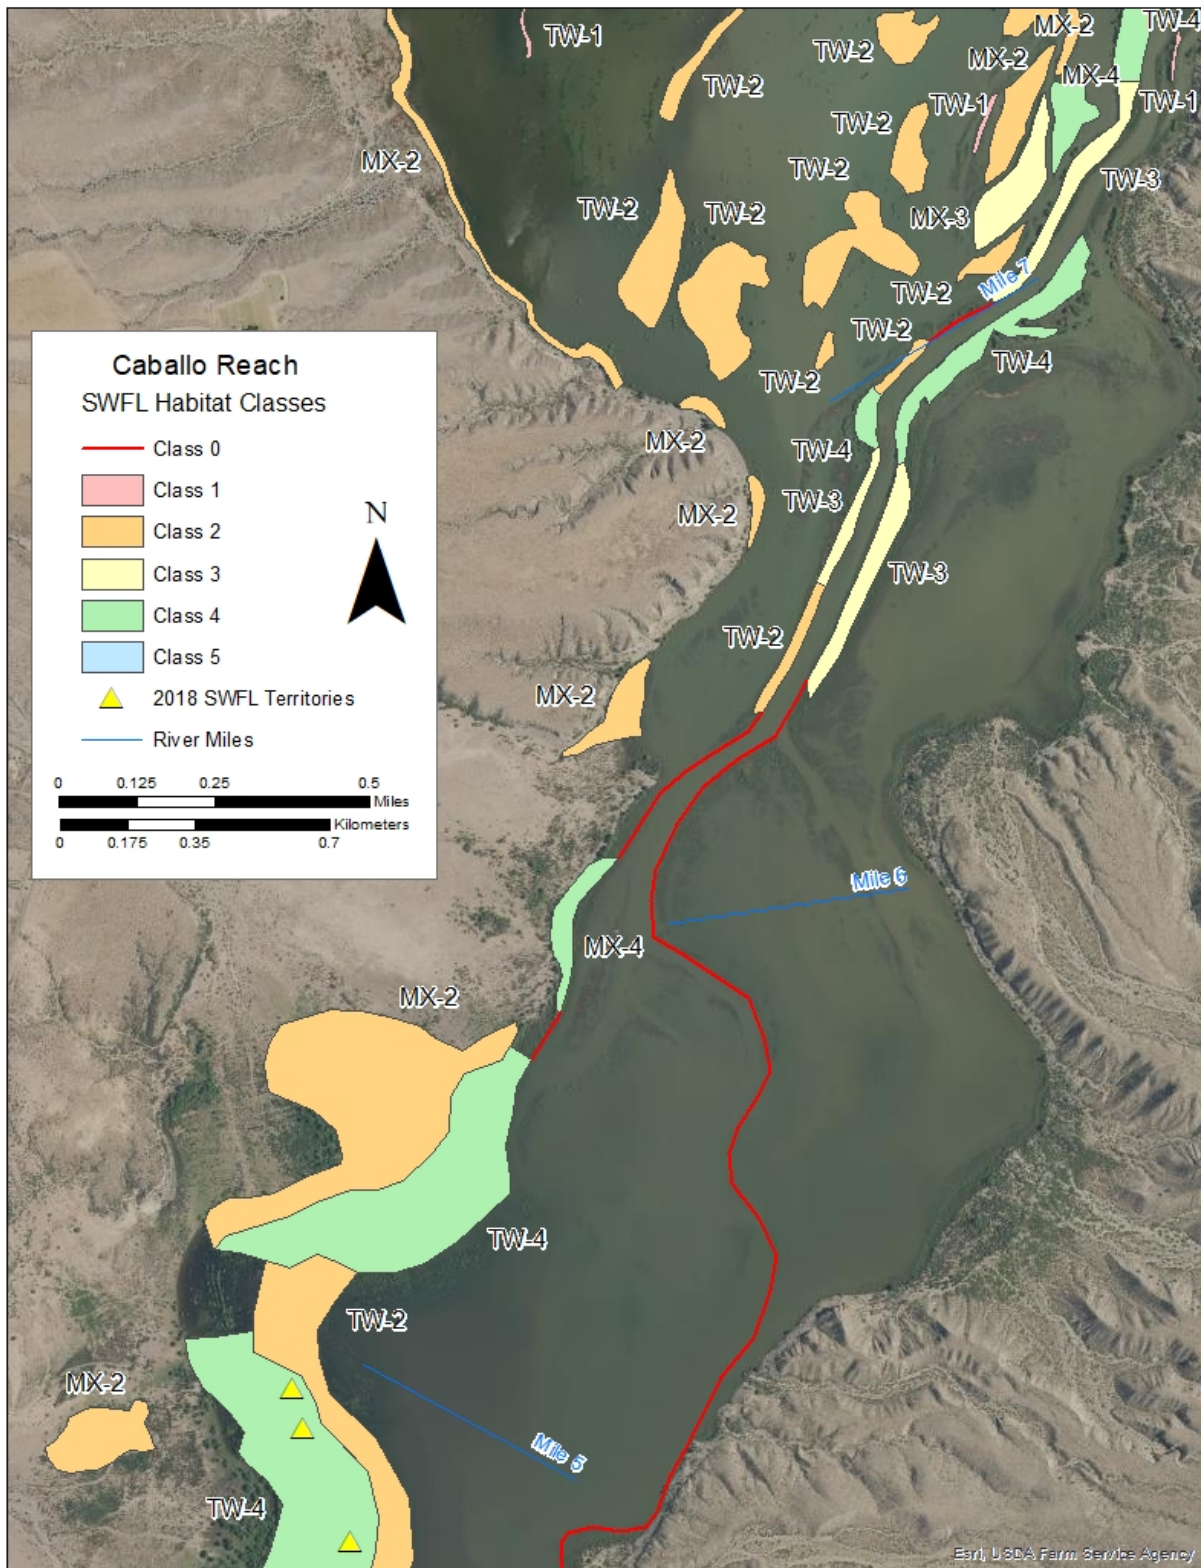 TW-1
TW-2
TW-2
MX-2
MX-2
TW-4
MX-4
TW-1
TW-1
TW-2
MX-2
TW-2
TW-3
TW-2
TW-2
MX-3
TW-2
Mile 7
TW-2
TW-4
TW-2
MX-2
TW-4
TW-3
MX-2
TW-3
TW-2
MX-2
Caballo Reach
SWFL Habitat Classes
Class 0
Class 1
Class 2
Class 3
Class 4
Class 5
2018 SWFL Territories
River Miles
N
0 0.125 0.25 0.5
Miles
Kilometers
0 0.175 0.35 0.7
Mile 6
MX-4
MX-2
TW-4
TW-2
MX-2
Mile 5
TW-4
Esri, USDA Farm Service Agency